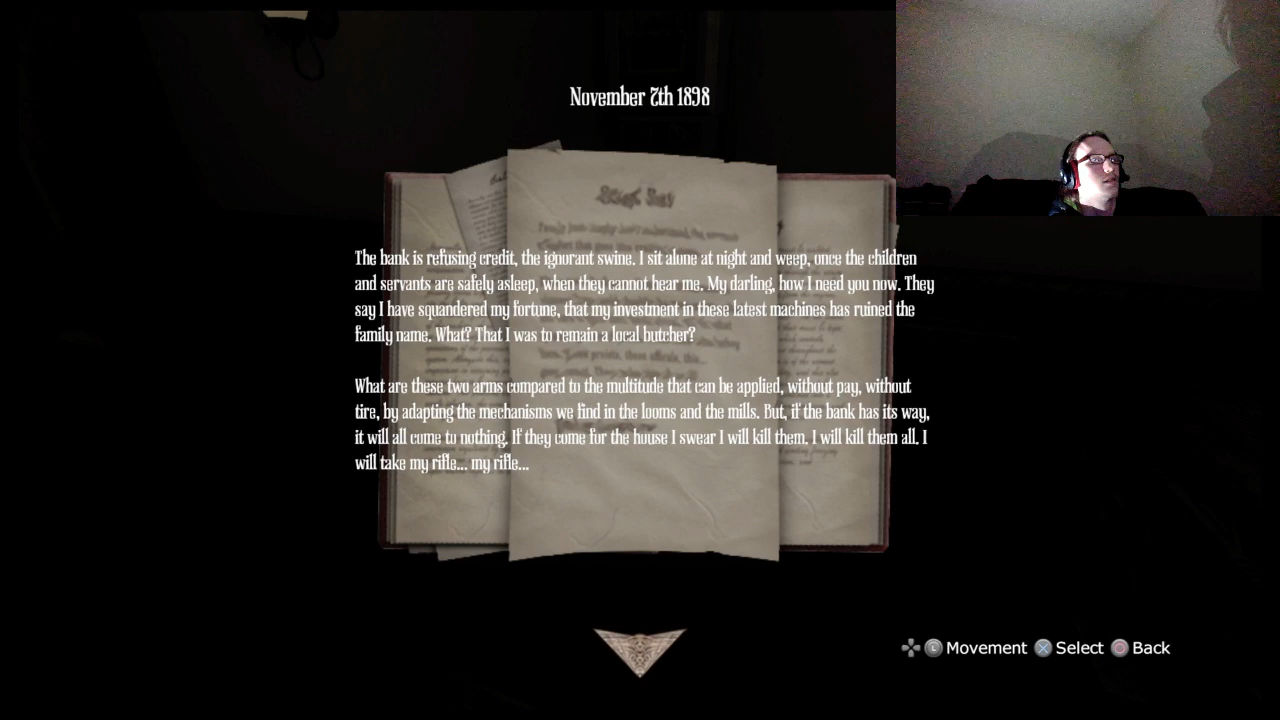 November 7th 1898
The bank is refusing credit, the ignorant swine. I sit alone at night and weep, once the children
and servants are safely asleep, when they cannot hear me. My darling, how I need you now. They
say I have squandered my fortune, that my investment in these latest machines has ruined the
family name. What? That I was to remain a local butcher?
What are these two arms compared to the multitude that can be applied, without pay, without
tire, by adapting the mechanisms we find in the looms and the mills. But, if the bank has its way,
it will all come to nothing. If they come for the house I swear I will kill them. I will kill them all. I
will take my rifle... my rifle...
Movement Select Back